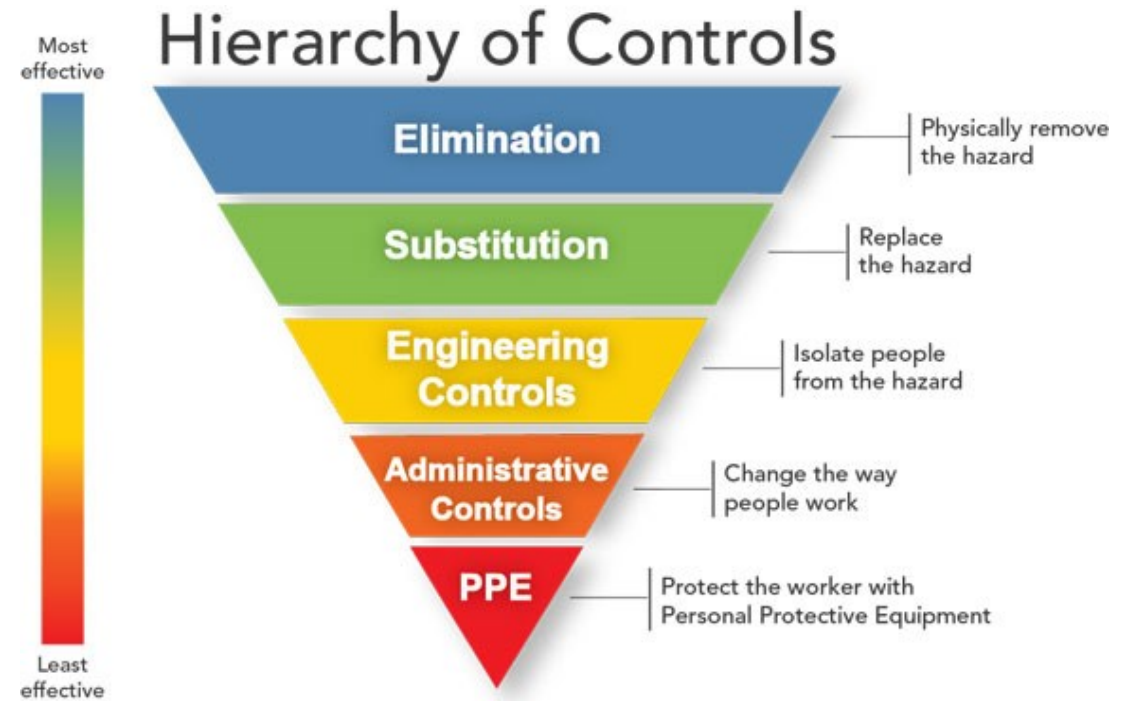 Hierarchy of Controls
Most
effective
Elimination
Physically remove
the hazard
Substitution
Replace
the hazard
Engineering
Controls
Isolate people
from the hazard
Administrative
Controls
Change the way
people work
PPE
Protect the worker with
Personal Protective Equipment
Least
effective